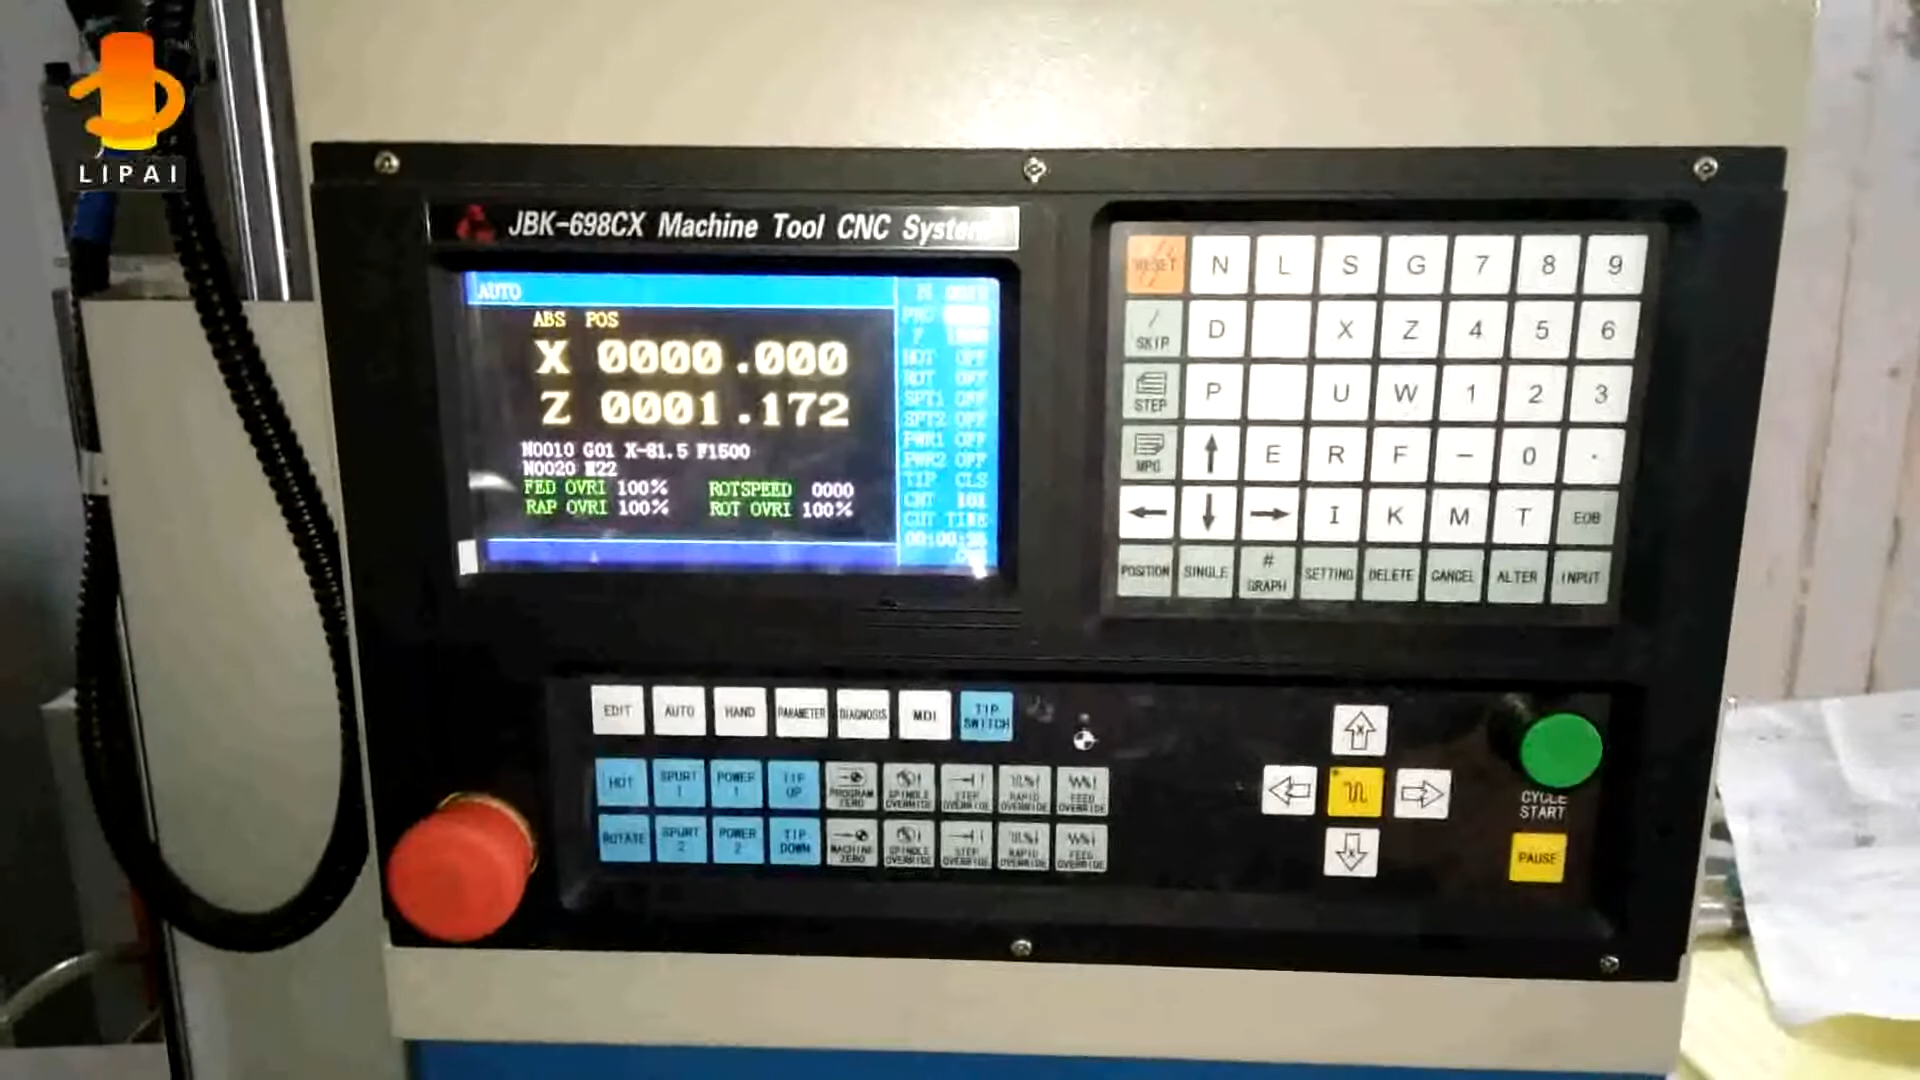 LIPAI
JBK-698CX Machine Tool CNC System
AUTO
ABS POS
X 0000.000
Z 0001.172
N0010 G01 X-81.5 F1500
N0020 M22
FED OVRI 100% ROTSPEED 0000
RAP OVRI 100% ROT OVRI 100%
N
PRO
F
HOT OFF
ROT OFF
SPT1 OFF
SPT2 OFF
PWR1 OFF
PWR2 OFF
TIP CLS
CNT 101
CUT TIME
RESET N L S G 7 8 9
/ SKIP D X Z 4 5 6
STEP P U W 1 2 3
MPG ↑ E R F - 0 .
← ↓ → I K M T EOB
POSITION SINGLE # GRAPH SETTING DELETE CANCEL ALTER INPUT
EDIT AUTO HAND PARAMETER DIAGNOSIS MDI TIP SWITCH
HOT SPURT 1 POWER 1 TIP UP PROGRAM ZERO SPINDLE OVERRIDE STEP OVERRIDE RAPID OVERRIDE FEED OVERRIDE
ROTATE SPURT 2 POWER 2 TIP DOWN MACHINE ZERO SPINDLE OVERRIDE STEP OVERRIDE RAPID OVERRIDE FEED OVERRIDE
X
X
CYCLE
START
PAUSE